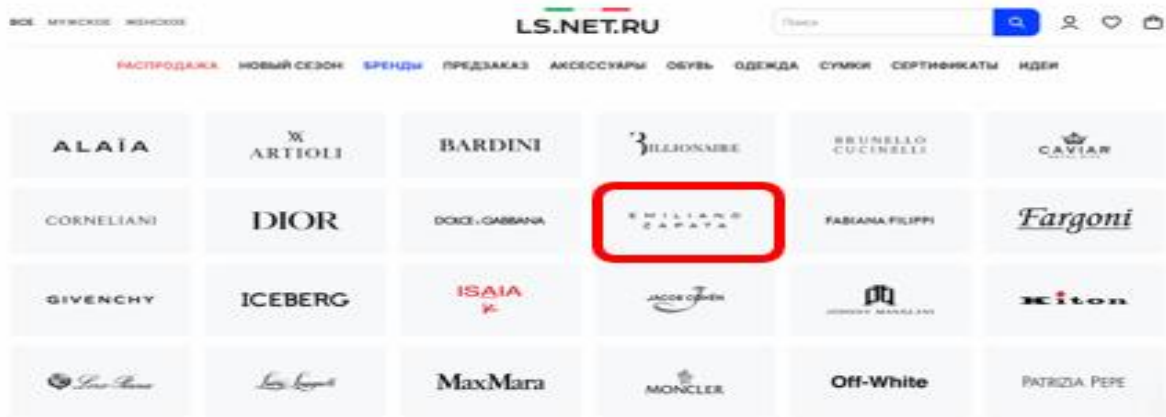 ВСЕ МУЖСКОЕ ЖЕНСКОЕ LS.NET.RU Поиск
РАСПРОДАЖА НОВЫЙ СЕЗОН БРЕНДЫ ПРЕДЗАКАЗ АКСЕССУАРЫ ОБУВЬ ОДЕЖДА СУМКИ СЕРТИФИКАТЫ ИДЕИ
ALAÏA ARTIOLI BARDINI BILLIONAIRE BRUNELLO CUCINELLI CAVIAR
CORNELIANI DIOR DOLCE & GABBANA EMILIANO ZAPATA FABIANA FILIPPI Fargoni
GIVENCHY ICEBERG ISAIA JACOB COHEN Kiton
Loro Piana MaxMara MONCLER Off-White PATRIZIA PEPE